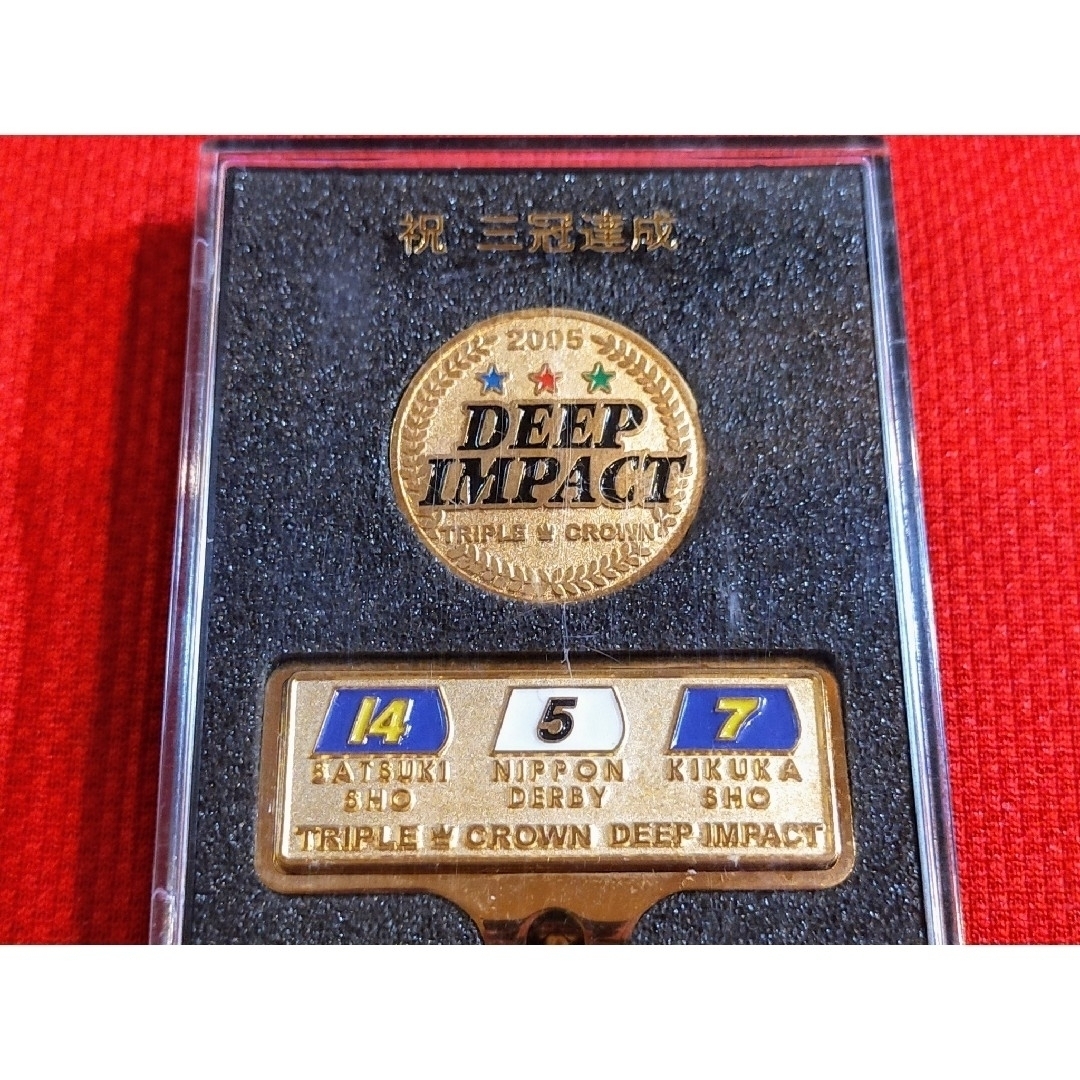 祝 三冠達成
2005
DEEP
IMPACT
TRIPLE CROWN
14 5 7
SATSUKI SHO
NIPPON DERBY
KIKUKA SHO
TRIPLE CROWN DEEP IMPACT